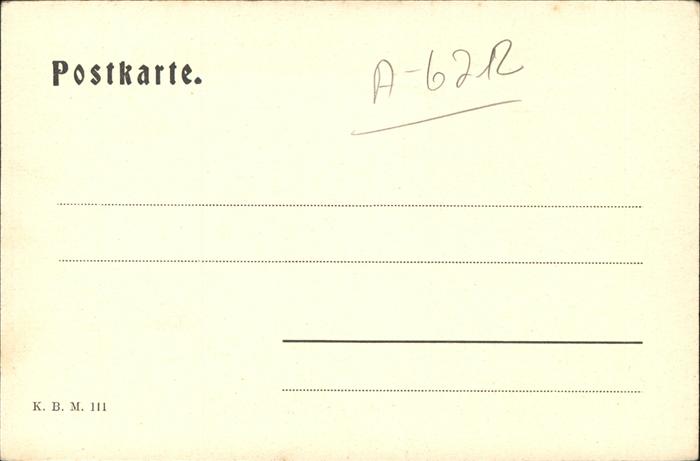 Postkarte.
A-62R
K. B. M. 111